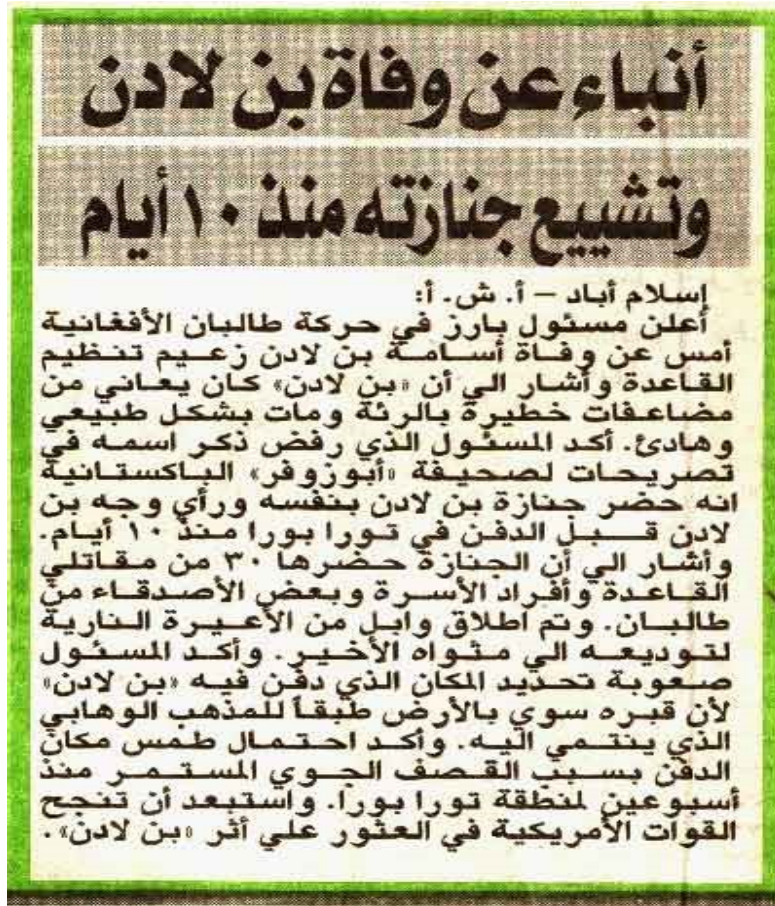 أنباء عن وفاة بن لادن
وتشييع جنازته منذ ١٠ أيام
إسلام أباد – أ. ش. أ:
أعلن مسئول بارز في حركة طالبان الأفغانية
أمس عن وفاة أسامة بن لادن زعيم تنظيم
القاعدة وأشار الي أن «بن لادن» كان يعاني من
مضاعفات خطيرة بالرئة ومات بشكل طبيعي
وهادئ. أكد المسئول الذي رفض ذكر اسمه في
تصريحات لصحيفة «أبوزوفر» الباكستانية
انه حضر جنازة بن لادن بنفسه ورأي وجه بن
لادن قبل الدفن في تورا بورا منذ ١٠ أيام.
وأشار الي أن الجنازة حضرها ٣٠ من مقاتلي
القاعدة وأفراد الأسرة وبعض الأصدقاء من
طالبان. وتم اطلاق وابل من الأعيرة النارية
لتوديعه الي مثواه الأخير. وأكد المسئول
صعوبة تحديد المكان الذي دفن فيه «بن لادن»
لأن قبره سوي بالأرض طبقاً للمذهب الوهابي
الذي ينتمي اليه. وأكد احتمال طمس مكان
الدفن بسبب القصف الجوي المستمر منذ
أسبوعين لمنطقة تورا بورا. واستبعد أن تنجح
القوات الأمريكية في العثور علي أثر «بن لادن».